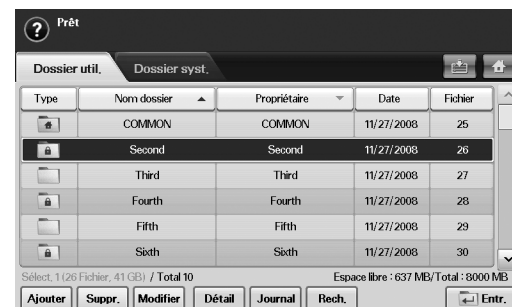 Prêt
Dossier util. Dossier syst.
Type Nom dossier Propriétaire Date Fichier
COMMON COMMON 11/27/2008 25
Second Second 11/27/2008 26
Third Third 11/27/2008 27
Fourth Fourth 11/27/2008 28
Fifth Fifth 11/27/2008 29
Sixth Sixth 11/27/2008 30
Sélect. 1 (26 Fichier, 41 GB) / Total 10 Espace libre : 637 MB/Total : 8000 MB
Ajouter Suppr. Modifier Détail Journal Rech. Entr.